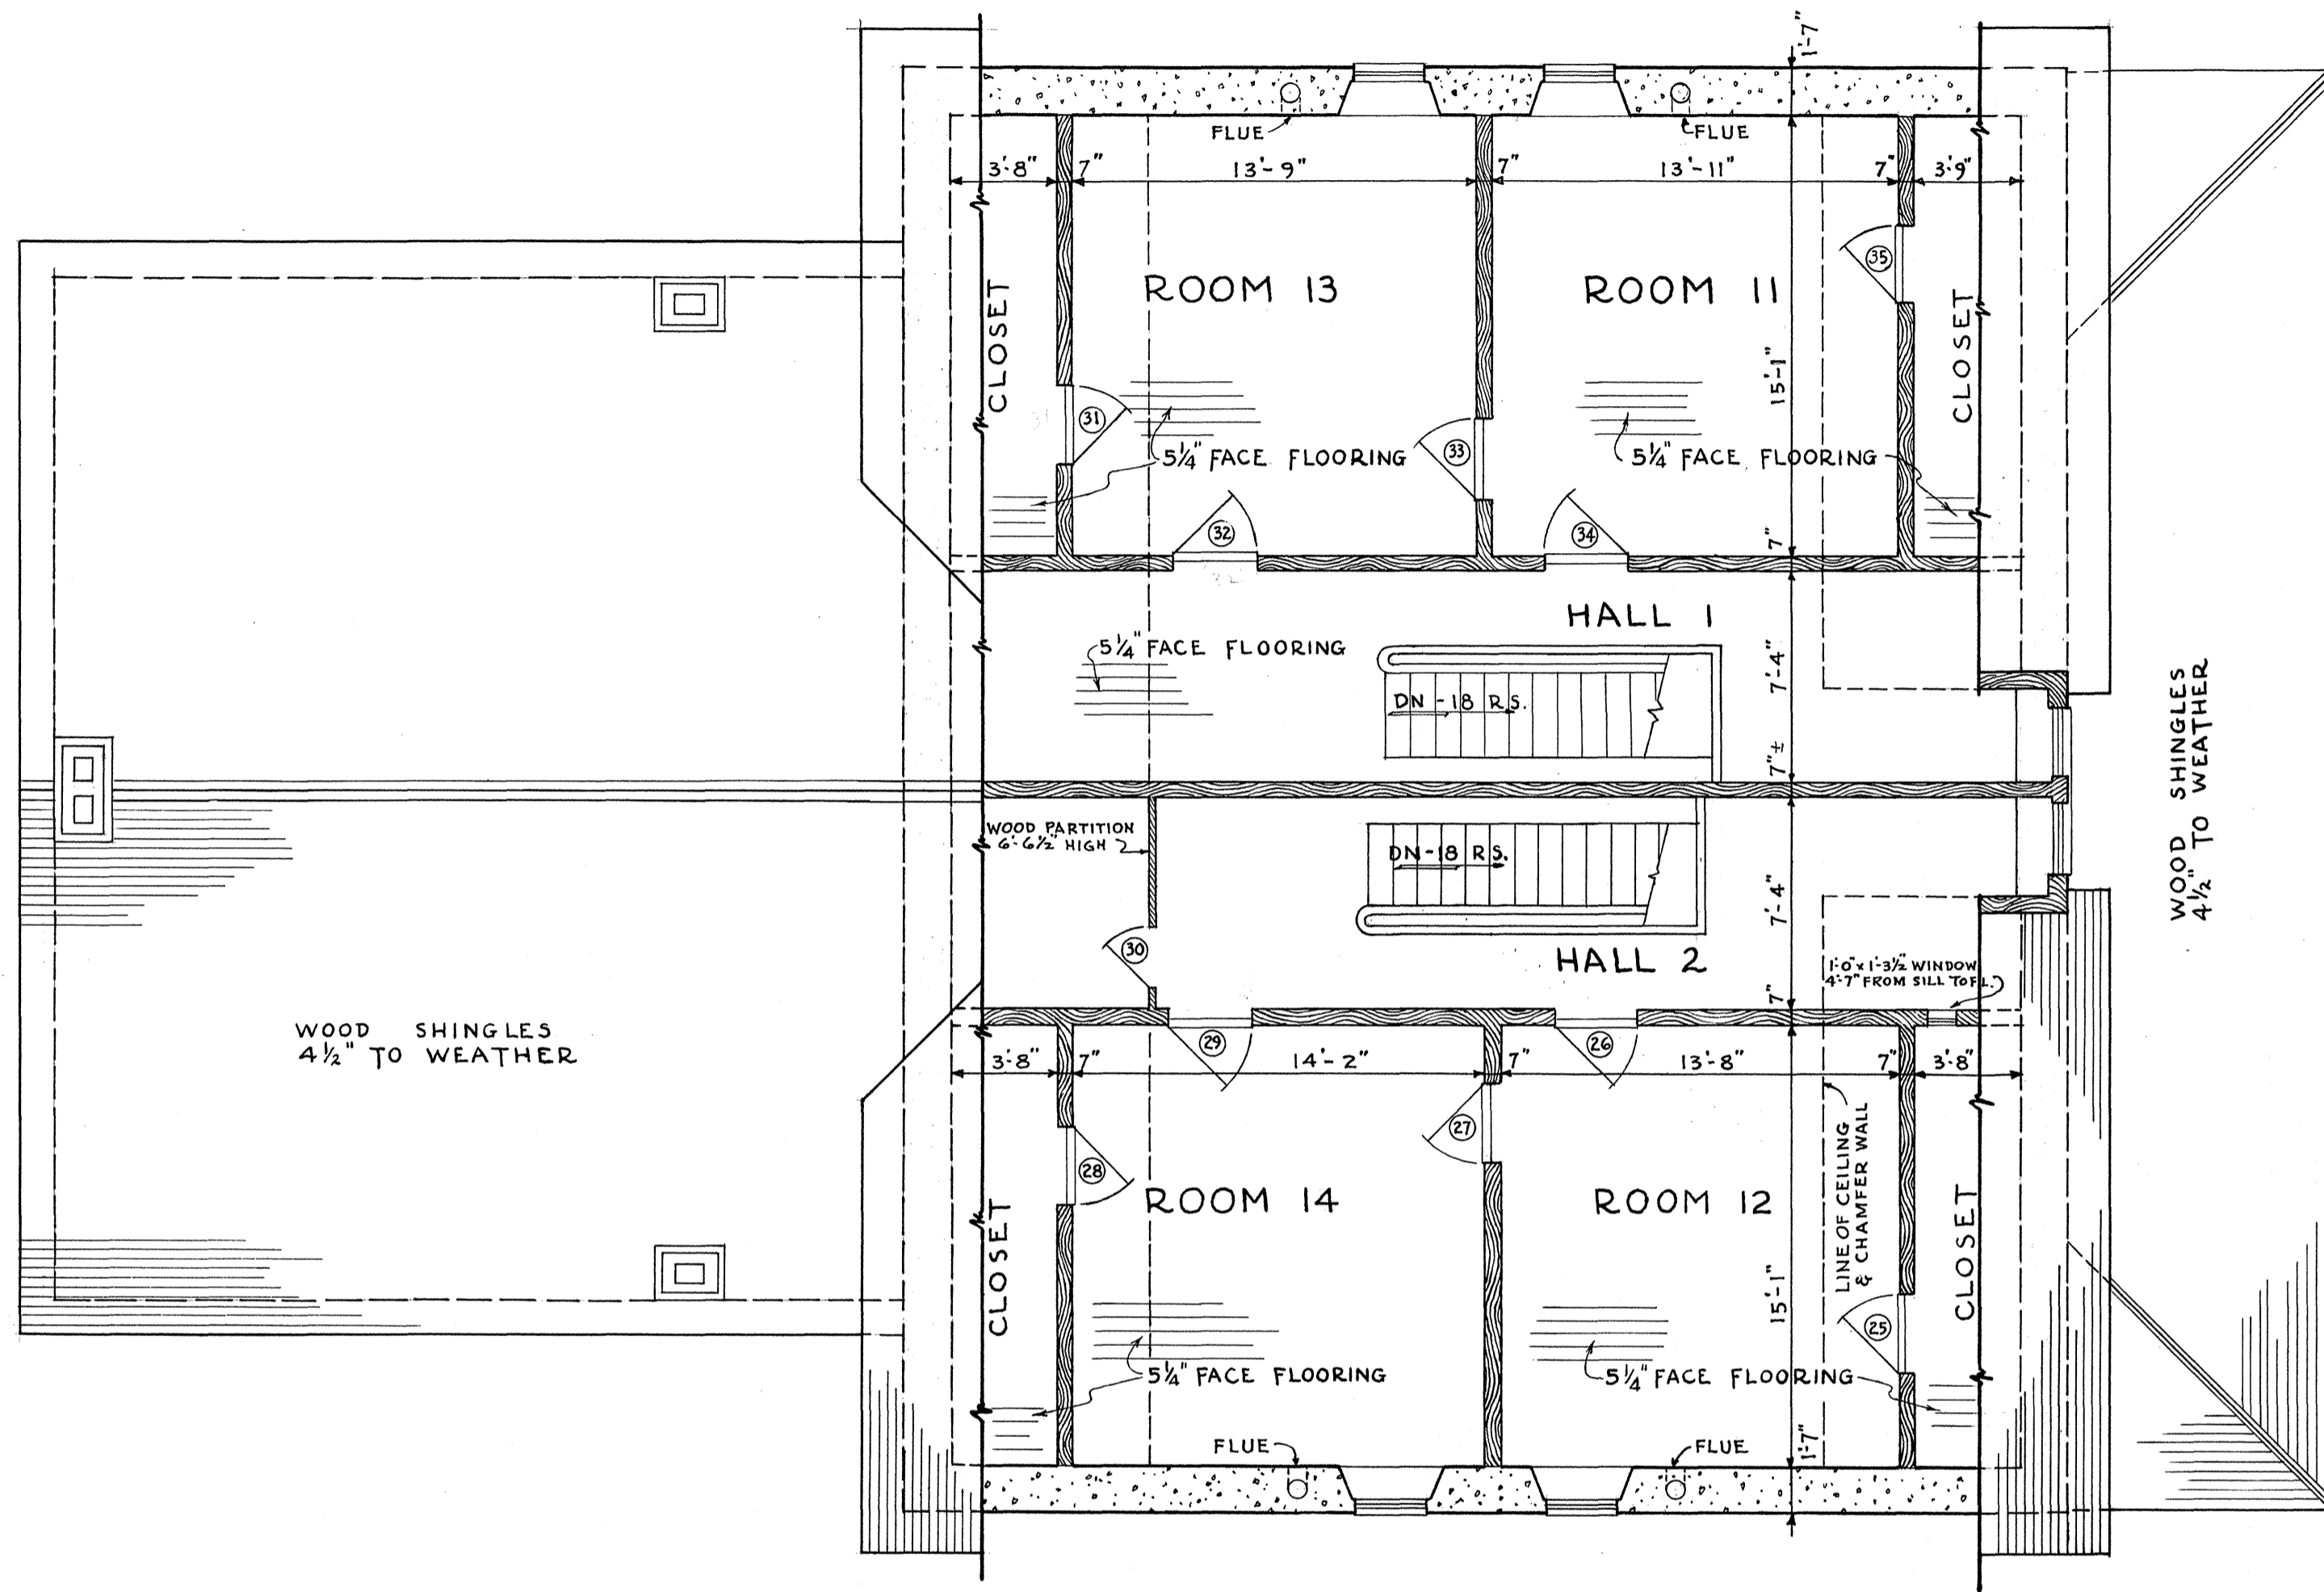 1'-7"
FLUE
FLUE
3'-8"
7"
13'-9"
7"
13'-11"
7"
3'-9"
ROOM 13
ROOM 11
35
CLOSET
CLOSET
15'-1"
31
33
5¼" FACE FLOORING
5¼" FACE FLOORING
32
34
7"
HALL 1
5¼" FACE FLOORING
7'-4"
DN - 18 RS.
7"±
WOOD SHINGLES
4½" TO WEATHER
WOOD PARTITION
6'-6½" HIGH
DN - 18 RS.
7'-4"
30
HALL 2
1'-0" x 1'-3½" WINDOW
4'-7" FROM SILL TO FL.
7"
WOOD SHINGLES
4½" TO WEATHER
29
26
3'-8"
7"
14'-2"
7"
13'-8"
7"
3'-8"
27
28
LINE OF CEILING
& CHAMFER WALL
ROOM 14
ROOM 12
CLOSET
CLOSET
15'-1"
25
5¼" FACE FLOORING
5¼" FACE FLOORING
FLUE
FLUE
1'-7"